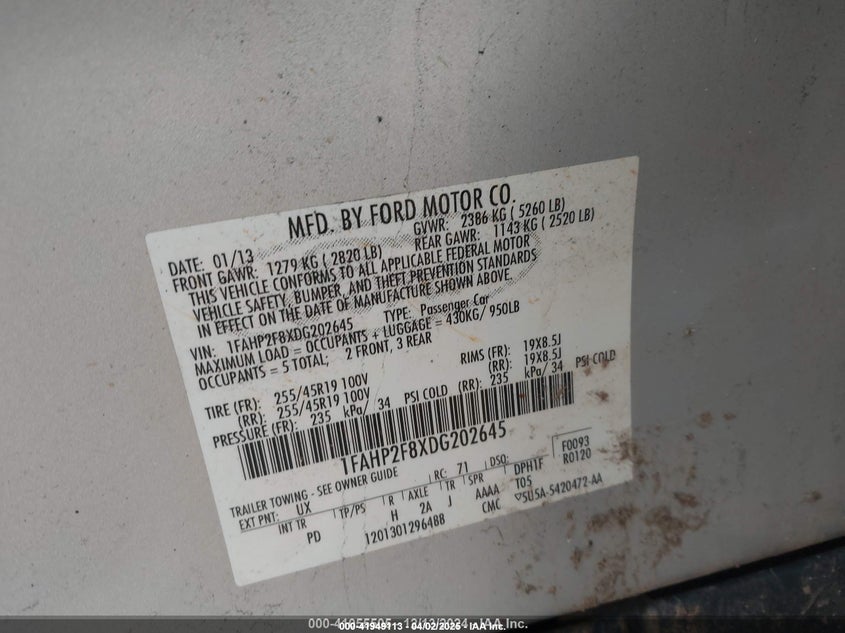 MFD. BY FORD MOTOR CO.
DATE: 01/13 GVWR: 2386 KG ( 5260 LB)
FRONT GAWR: 1279 KG ( 2820 LB) REAR GAWR: 1143 KG ( 2520 LB)
THIS VEHICLE CONFORMS TO ALL APPLICABLE FEDERAL MOTOR
VEHICLE SAFETY, BUMPER, AND THEFT PREVENTION STANDARDS
IN EFFECT ON THE DATE OF MANUFACTURE SHOWN ABOVE.
VIN: 1FAHP2F8XDG202645 TYPE: Passenger Car
MAXIMUM LOAD = OCCUPANTS + LUGGAGE = 430KG/ 950LB
OCCUPANTS = 5 TOTAL; 2 FRONT, 3 REAR
TIRE (FR): 255/45R19 100V RIMS (FR): 19X8.5J
(RR): 255/45R19 100V (RR): 19X8.5J
PRESSURE (FR): 235 kPa/ 34 PSI COLD (RR): 235 kPa/ 34 PSI COLD
1FAHP2F8XDG202645
F0093
TRAILER TOWING - SEE OWNER GUIDE RC: 71 DSO: R0120
EXT PNT: UX TP/PS R AXLE TR SPR DPH1F
INT TR H 2A J AAAA T05
PD 1201301296488 CMC 5U5A-5420472-AA
000-41949113 04/02/2025 IAA Inc.